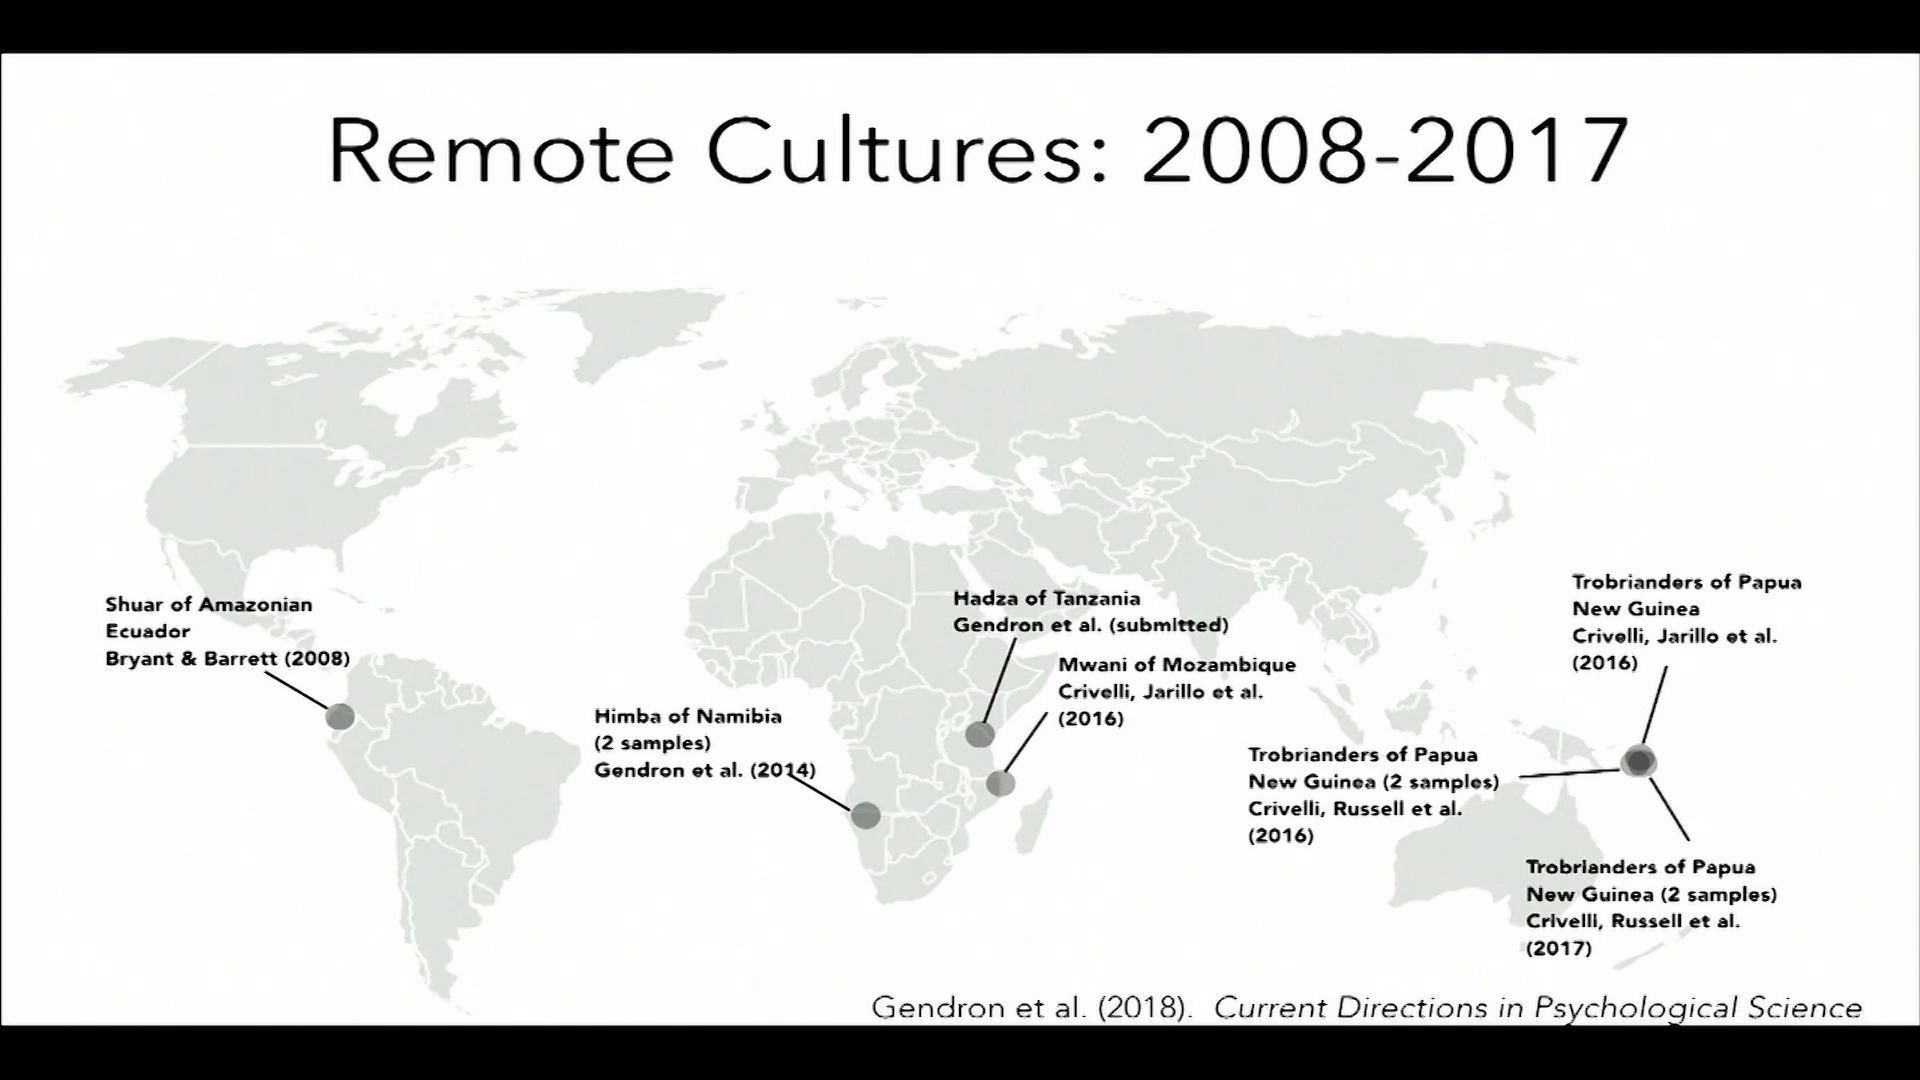 Remote Cultures: 2008-2017
Shuar of Amazonian
Ecuador
Bryant & Barrett (2008)
Himba of Namibia
(2 samples)
Gendron et al. (2014)
Hadza of Tanzania
Gendron et al. (submitted)
Mwani of Mozambique
Crivelli, Jarillo et al.
(2016)
Trobrianders of Papua
New Guinea (2 samples)
Crivelli, Russell et al.
(2016)
Trobrianders of Papua
New Guinea
Crivelli, Jarillo et al.
(2016)
Trobrianders of Papua
New Guinea (2 samples)
Crivelli, Russell et al.
(2017)
Gendron et al. (2018). Current Directions in Psychological Science